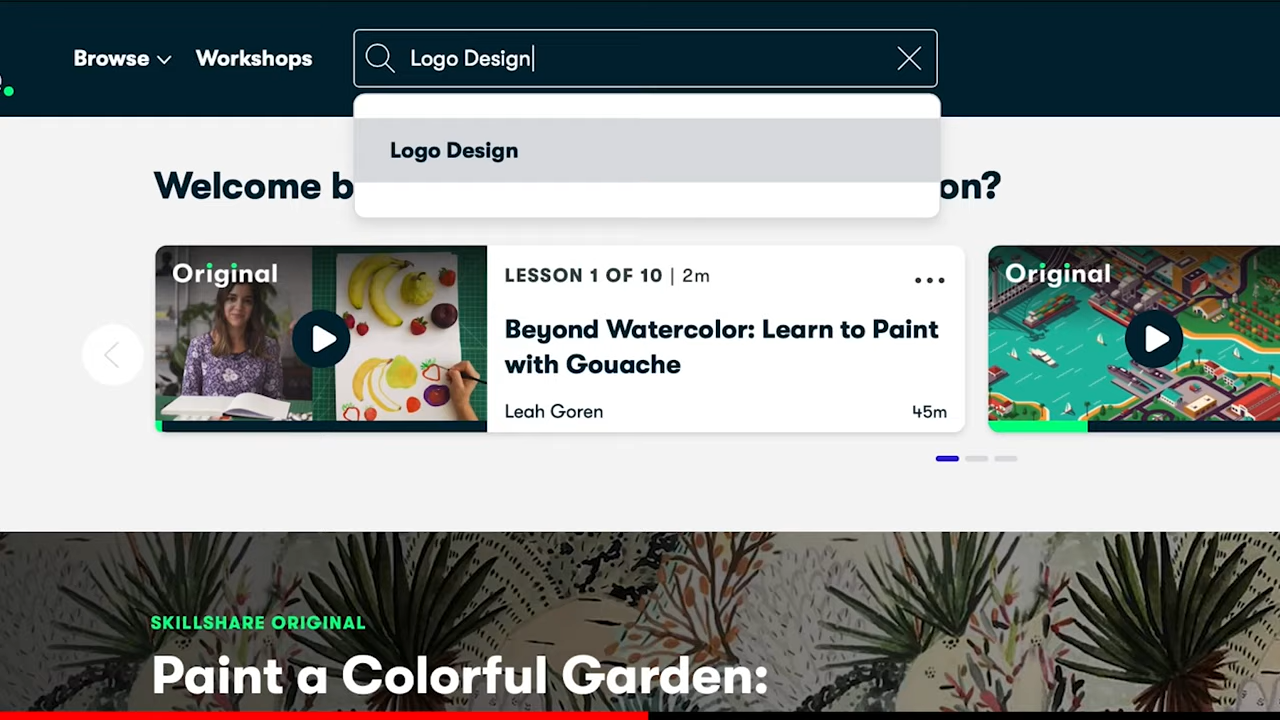 Browse Workshops Logo Design
Logo Design
Welcome b on?
Original
LESSON 1 OF 10 | 2m
Beyond Watercolor: Learn to Paint
with Gouache
Leah Goren 45m
Original
SKILLSHARE ORIGINAL
Paint a Colorful Garden: